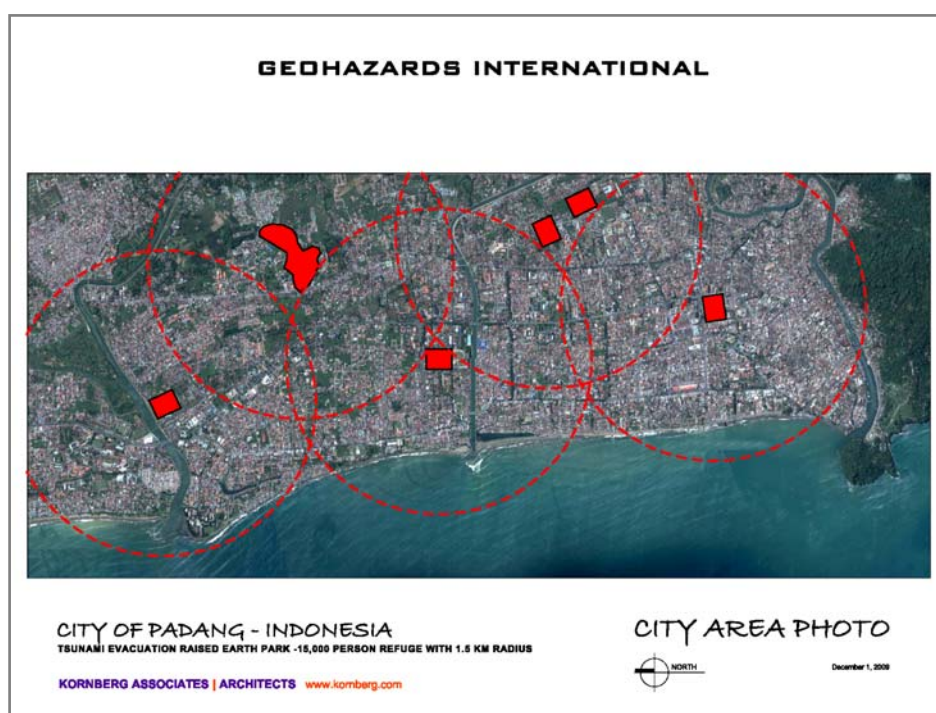 GEOHAZARDS INTERNATIONAL
CITY OF PADANG - INDONESIA
TSUNAMI EVACUATION RAISED EARTH PARK -15,000 PERSON REFUGE WITH 1.5 KM RADIUS
KORNBERG ASSOCIATES | ARCHITECTS www.kornberg.com
CITY AREA PHOTO
NORTH
December 1, 2009